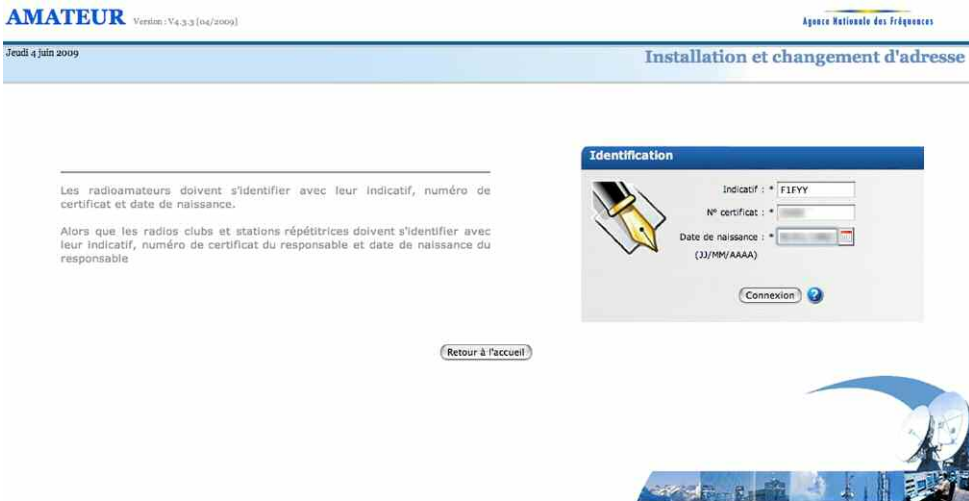 AMATEUR Version : V4.3.3 [04/2009]
Agence Nationale des Fréquences
Jeudi 4 juin 2009
Installation et changement d'adresse
Les radioamateurs doivent s'identifier avec leur indicatif, numéro de
certificat et date de naissance.
Alors que les radios clubs et stations répétitrices doivent s'identifier avec
leur indicatif, numéro de certificat du responsable et date de naissance du
responsable
Identification
Indicatif : * F1FYY
N° certificat : *
Date de naissance : *
(JJ/MM/AAAA)
Connexion ?
Retour à l'accueil